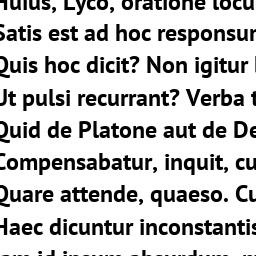 Huius, Lyco, oratione locu
Satis est ad hoc responsur
Quis hoc dicit? Non igitur
Ut pulsi recurrant? Verba t
Quid de Platone aut de De
Compensabatur, inquit, cu
Quare attende, quaeso. Cu
Haec dicuntur inconstantis